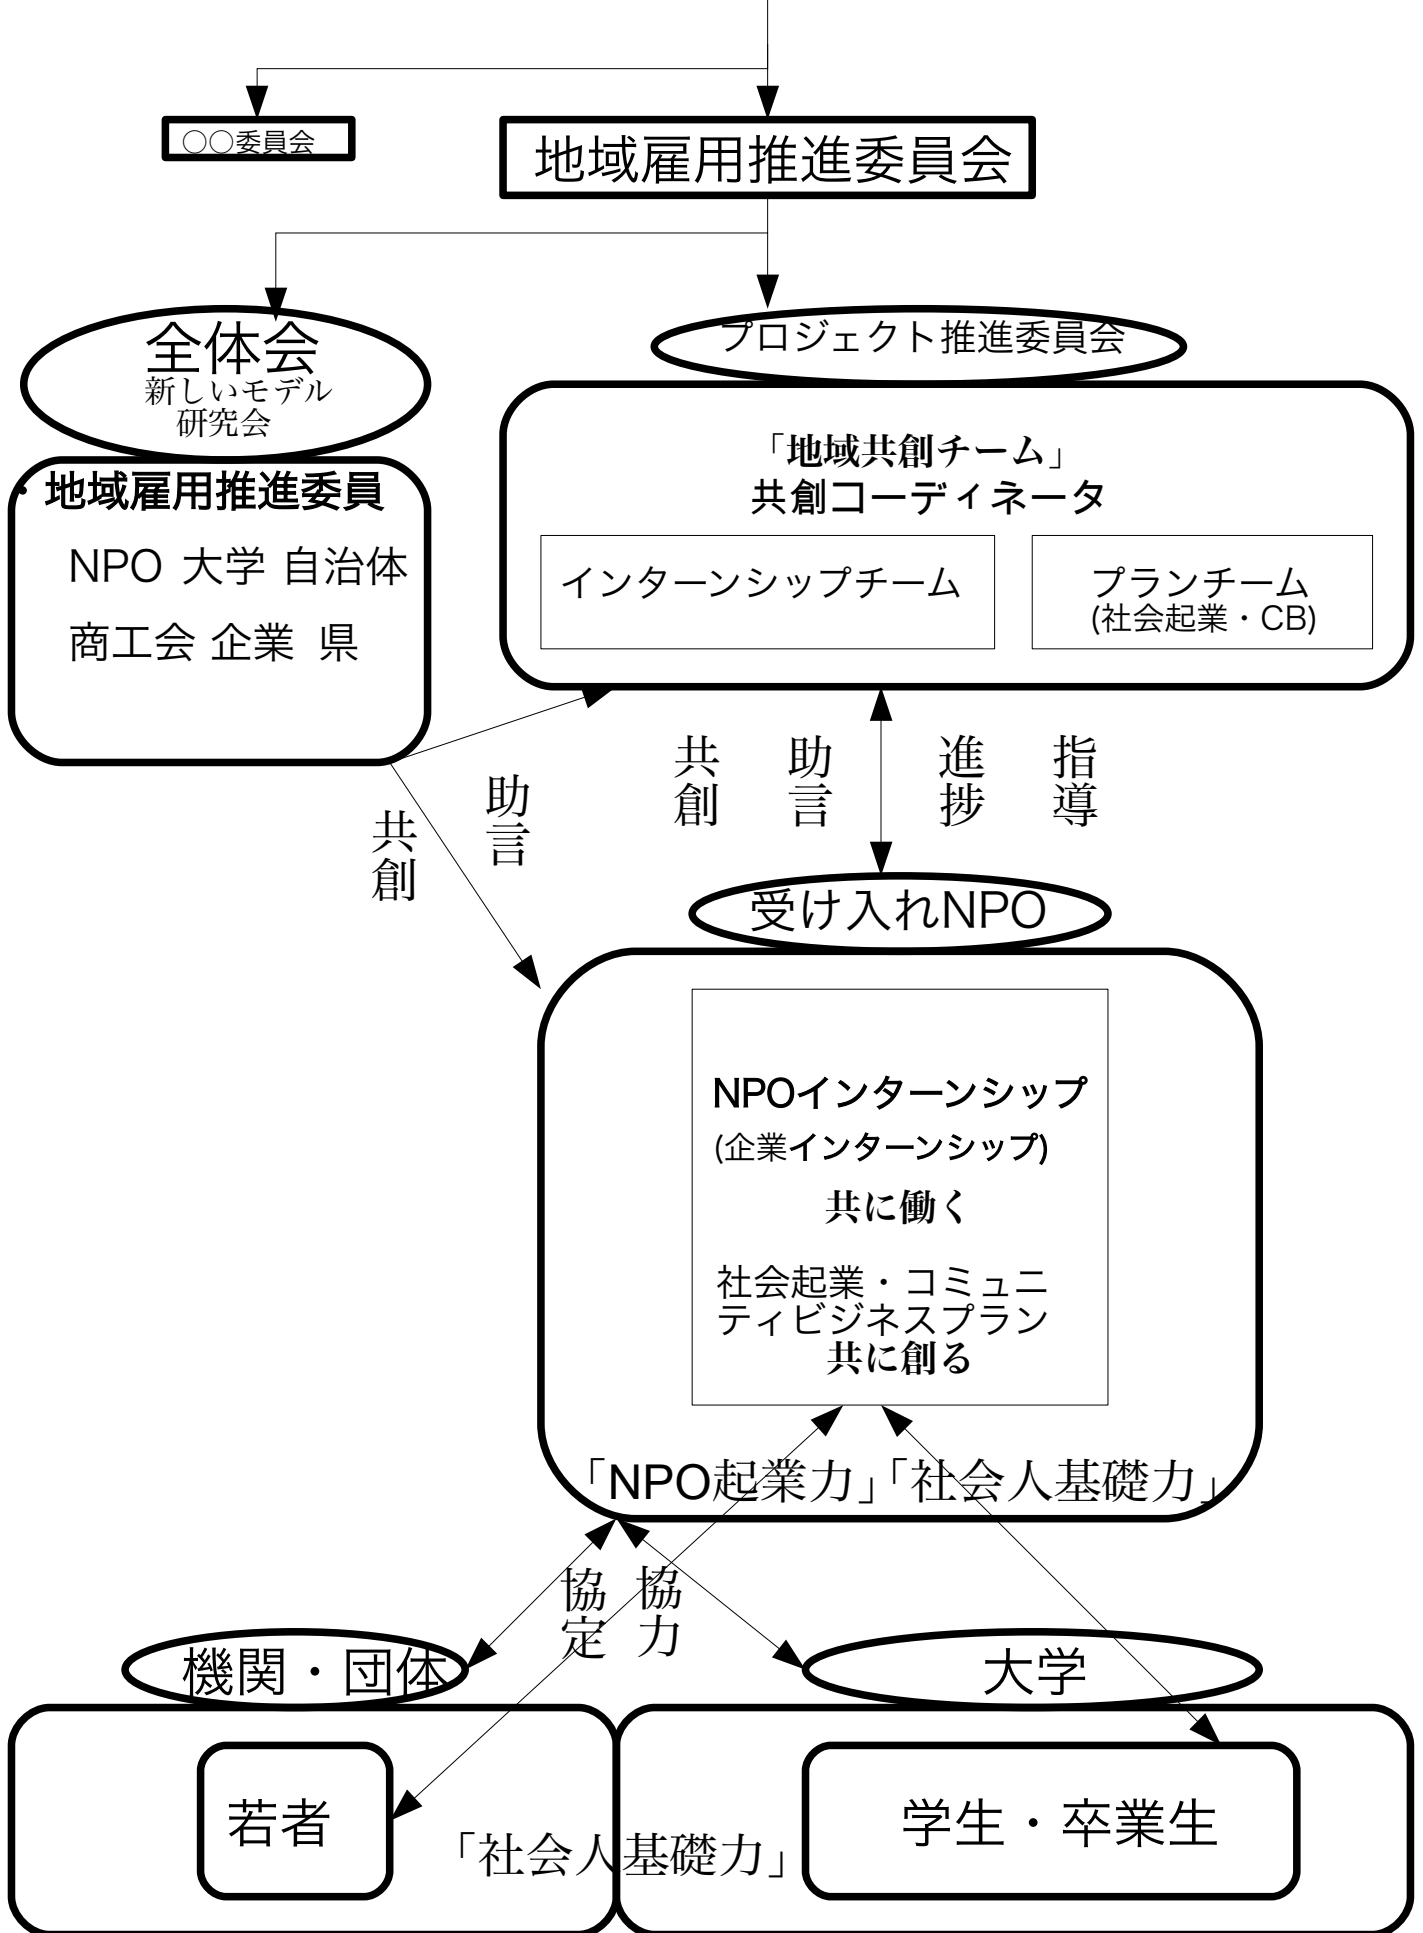 ○○委員会
地域雇用推進委員会
全体会
新しいモデル
研究会
プロジェクト推進委員会
・地域雇用推進委員
NPO 大学 自治体
商工会 企業 県
「地域共創チーム」
共創コーディネータ
インターンシップチーム
プランチーム
(社会起業・CB)
共創
助言
共創
助言
進捗
指導
受け入れNPO
NPOインターンシップ
(企業インターンシップ)
共に働く
社会起業・コミュニ
ティビジネスプラン
共に創る
「NPO起業力」「社会人基礎力」
協定
協力
機関・団体
大学
若者
学生・卒業生
「社会人基礎力」